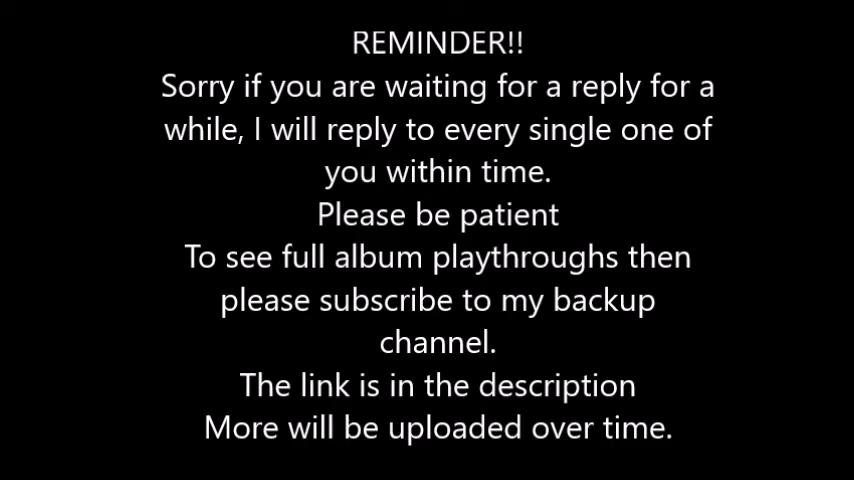 REMINDER!!
Sorry if you are waiting for a reply for a
while, I will reply to every single one of
you within time.
Please be patient
To see full album playthroughs then
please subscribe to my backup
channel.
The link is in the description
More will be uploaded over time.